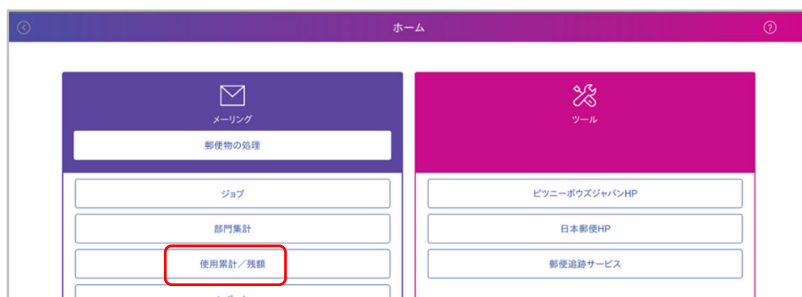 ホーム
メーリング
郵便物の処理
ジョブ
部門集計
使用累計／残額
ツール
ピツニーボウズジャパンHP
日本郵便HP
郵便追跡サービス